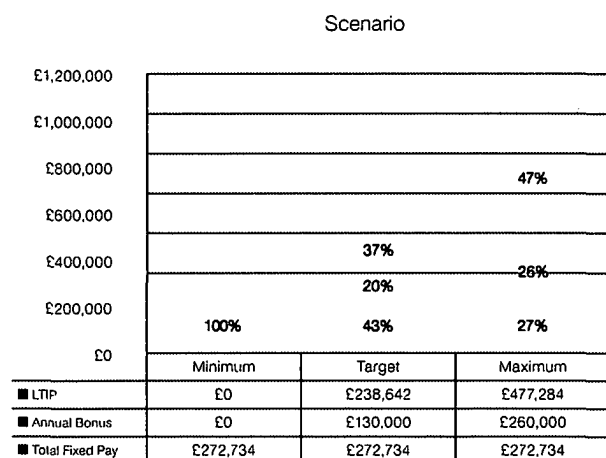 Scenario
£1,200,000
£1,000,000
£800,000
47%
£600,000
37%
£400,000
26%
20%
£200,000
100% 43% 27%
£0
Minimum Target Maximum
■ LTIP £0 £238,642 £477,284
■ Annual Bonus £0 £130,000 £260,000
■ Total Fixed Pay £272,734 £272,734 £272,734